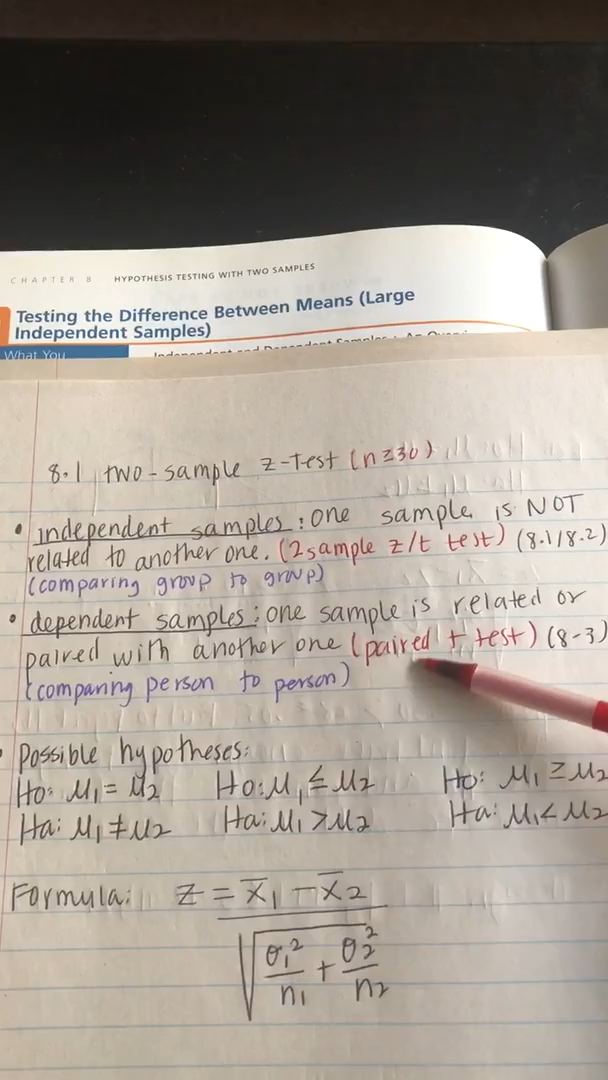 CHAPTER 8 HYPOTHESIS TESTING WITH TWO SAMPLES
Testing the Difference Between Means (Large
Independent Samples)
What You
8.1 two-sample z-test (n≥30)
• independent samples: one sample is NOT
related to another one. (2 sample z/t test) (8.1/8.2)
(comparing group to group)
• dependent samples: one sample is related or
paired with another one (paired t test) (8-3)
(comparing person to person)
• Possible hypotheses:
Ho: μ1 = μ2 Ho: μ1 ≤ μ2 Ho: μ1 ≥ μ2
Ha: μ1 ≠ μ2 Ha: μ1 > μ2 Ha: μ1 < μ2
Formula: z = x̄1 - x̄2
√ σ1² / n1 + σ2² / n2